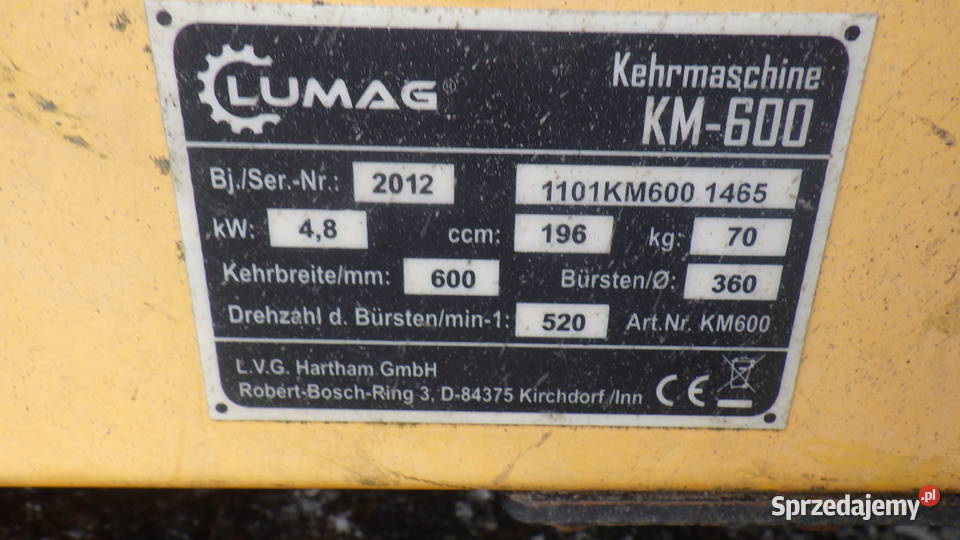 LUMAG®
Kehrmaschine
KM-600
Bj./Ser.-Nr.: 2012 1101KM600 1465
kW: 4,8 ccm: 196 kg: 70
Kehrbreite/mm: 600 Bürsten/Ø: 360
Drehzahl d. Bürsten/min-1: 520 Art.Nr. KM600
L.V.G. Hartham GmbH
Robert-Bosch-Ring 3, D-84375 Kirchdorf/Inn
CE
Sprzedajemy.pl